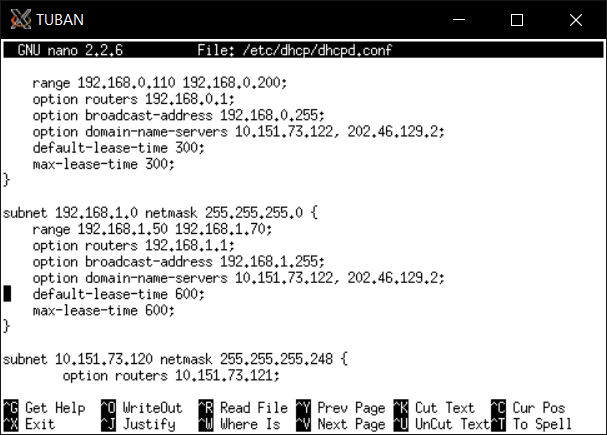 TUBAN
GNU nano 2.2.6 File: /etc/dhcp/dhcpd.conf
range 192.168.0.110 192.168.0.200;
option routers 192.168.0.1;
option broadcast-address 192.168.0.255;
option domain-name-servers 10.151.73.122, 202.46.129.2;
default-lease-time 300;
max-lease-time 300;
}
subnet 192.168.1.0 netmask 255.255.255.0 {
range 192.168.1.50 192.168.1.70;
option routers 192.168.1.1;
option broadcast-address 192.168.1.255;
option domain-name-servers 10.151.73.122, 202.46.129.2;
default-lease-time 600;
max-lease-time 600;
}
subnet 10.151.73.120 netmask 255.255.255.248 {
option routers 10.151.73.121;
^G Get Help ^O WriteOut ^R Read File ^Y Prev Page ^K Cut Text ^C Cur Pos
^X Exit ^J Justify ^W Where Is ^V Next Page ^U UnCut Text ^T To Spell